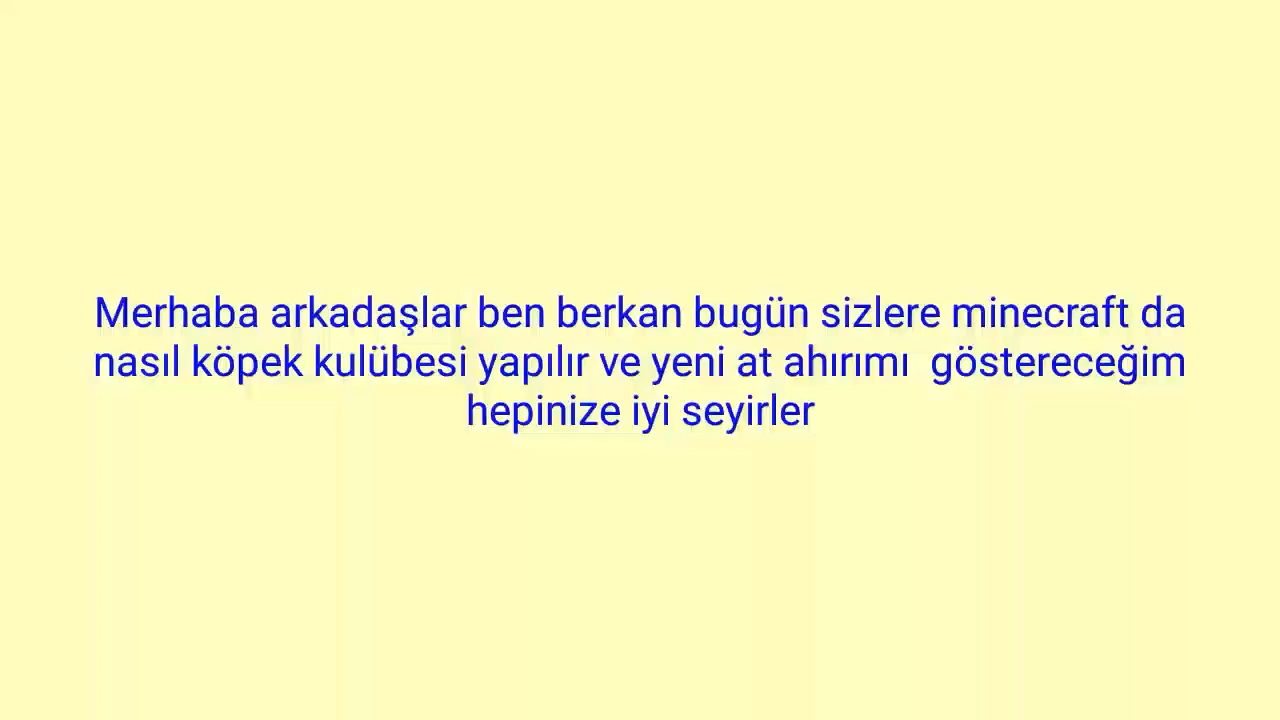 Merhaba arkadaşlar ben berkan bugün sizlere minecraft da
nasıl köpek kulübesi yapılır ve yeni at ahırımı  göstereceğim
hepinize iyi seyirler